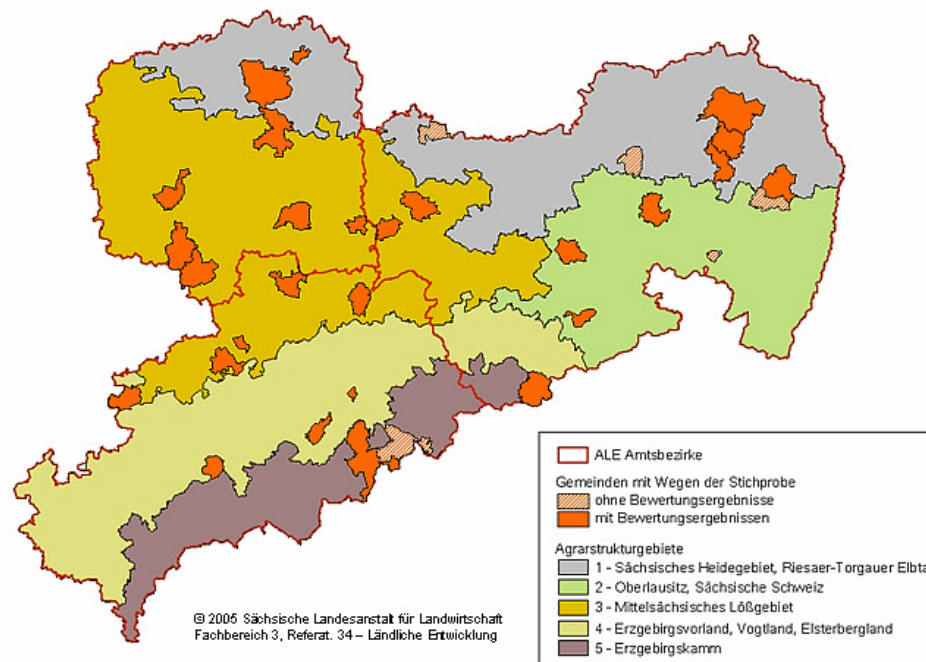 ALE Amtsbezirke
Gemeinden mit Wegen der Stichprobe
ohne Bewertungsergebnisse
mit Bewertungsergebnissen
Agrarstrukturgebiete
1 - Sächsisches Heidegebiet, Riesaer-Torgauer Elbta
2 - Oberlausitz, Sächsische Schweiz
3 - Mittelsächsisches Lößgebiet
4 - Erzgebirgsvorland, Vogtland, Elsterbergland
5 - Erzgebirgskamm
© 2005 Sächsische Landesanstalt für Landwirtschaft
Fachbereich 3, Referat. 34 – Ländliche Entwicklung